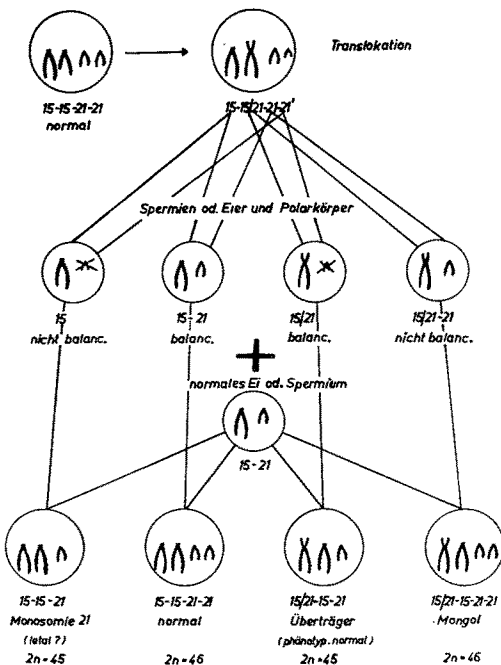 Translokation
15-15-21-21
normal
15-15/21-21-21'
Spermien od. Eier und Polarkörper
15
nicht balanc.
15-21
balanc.
15/21
balanc.
15/21-21
nicht balanc.
+
normales Ei od. Spermium
15-21
15-15-21
Monosomie 21
(letal?)
2n=45
15-15-21-21
normal
2n=46
15/21-15-21
Überträger
(phänotyp. normal)
2n=45
15/21-15-21-21
Mongol
2n=46